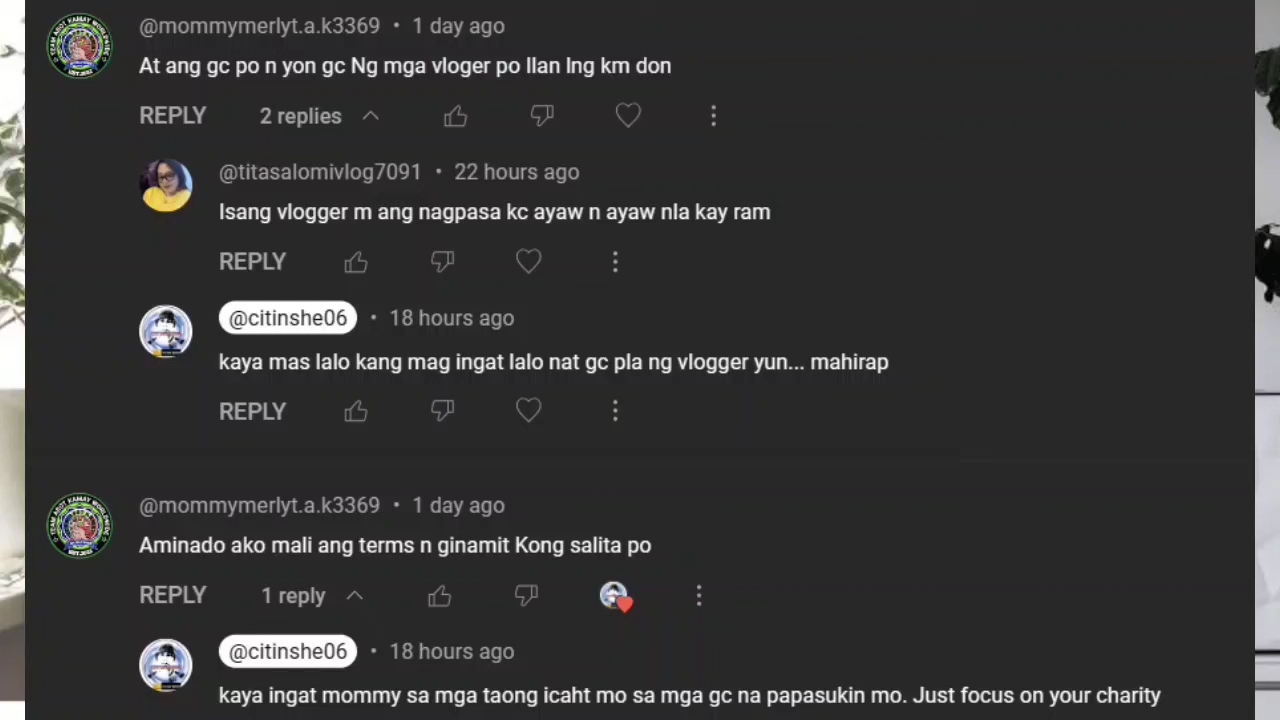 @mommymerlyt.a.k3369 • 1 day ago
At ang gc po n yon gc Ng mga vloger po Ilan lng km don
REPLY 2 replies
@titasalomivlog7091 • 22 hours ago
Isang vlogger m ang nagpasa kc ayaw n ayaw nla kay ram
REPLY
@citinshe06 • 18 hours ago
kaya mas lalo kang mag ingat lalo nat gc pla ng vlogger yun... mahirap
REPLY
@mommymerlyt.a.k3369 • 1 day ago
Aminado ako mali ang terms n ginamit Kong salita po
REPLY 1 reply
@citinshe06 • 18 hours ago
kaya ingat mommy sa mga taong icaht mo sa mga gc na papasukin mo. Just focus on your charity